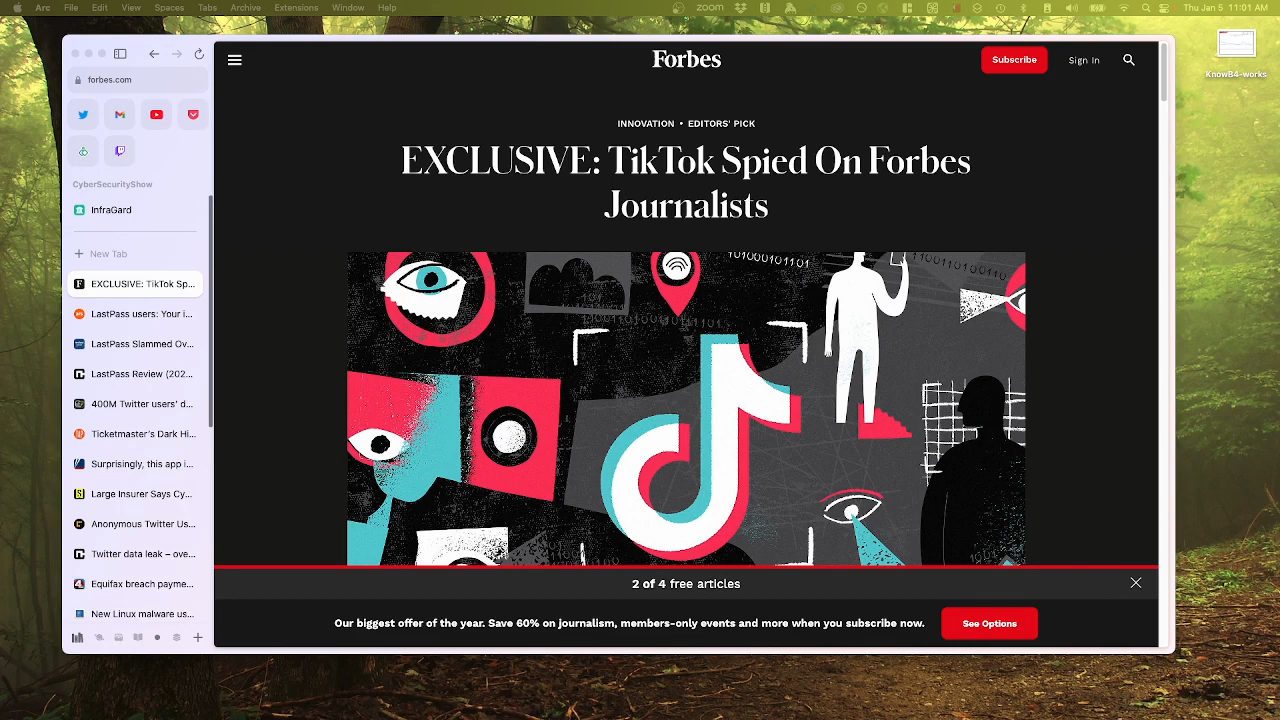 Arc File Edit View Spaces Tabs Archive Extensions Window Help
zoom
Thu Jan 5 11:01 AM
KnowB4-works
forbes.com
CyberSecurityShow
InfraGard
New Tab
EXCLUSIVE: TikTok Sp...
LastPass users: Your i...
LastPass Slammed Ov...
LastPass Review (202...
400M Twitter users' d...
Ticketmaster's Dark Hi...
Surprisingly, this app i...
Large Insurer Sets Cy...
Anonymous Twitter Us...
Twitter data leak – ove...
Equifax breach payme...
New Linux malware us...
Forbes
Subscribe
Sign In
INNOVATION • EDITORS' PICK
EXCLUSIVE: TikTok Spied On Forbes
Journalists
2 of 4 free articles
Our biggest offer of the year. Save 60% on journalism, members-only events and more when you subscribe now.
See Options